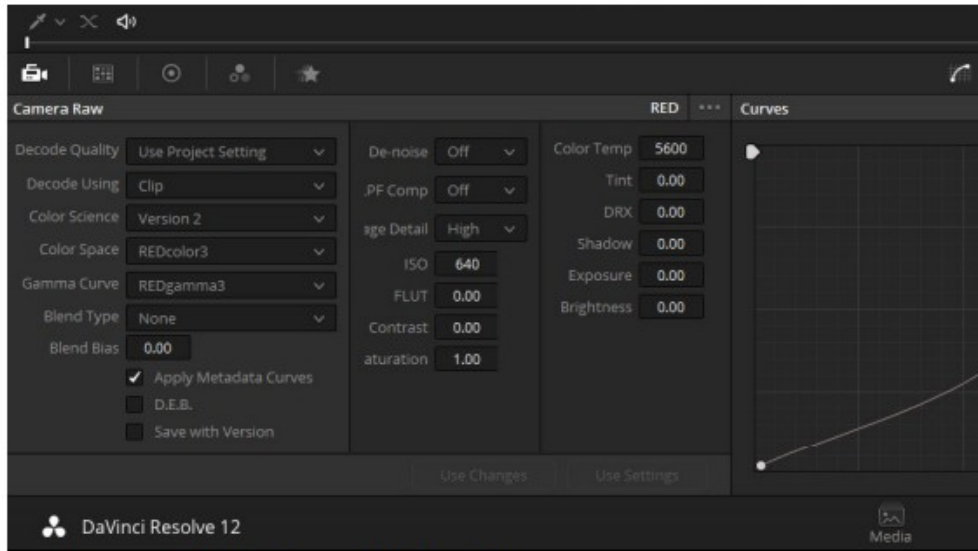 Camera Raw
RED
Curves
Decode Quality Use Project Setting
Decode Using Clip
Color Science Version 2
Color Space REDcolor3
Gamma Curve REDgamma3
Blend Type None
Blend Bias 0.00
Apply Metadata Curves
D.E.B.
Save with Version
De-noise Off
.PF Comp Off
age Detail High
ISO 640
FLUT 0.00
Contrast 0.00
aturation 1.00
Color Temp 5600
Tint 0.00
DRX 0.00
Shadow 0.00
Exposure 0.00
Brightness 0.00
Use Changes
Use Settings
DaVinci Resolve 12
Media